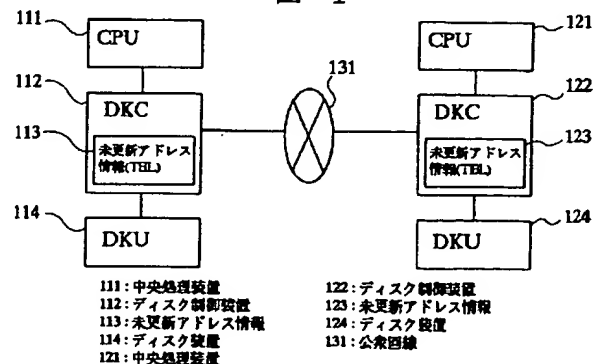 111
CPU
112
DKC
113
未更新アドレス
情報(TBL)
114
DKU
131
121
CPU
122
DKC
123
未更新アドレス
情報(TBL)
124
DKU
111:中央処理装置
112:ディスク制御装置
113:未更新アドレス情報
114:ディスク装置
121:中央処理装置
122:ディスク制御装置
123:未更新アドレス情報
124:ディスク装置
131:公衆回線